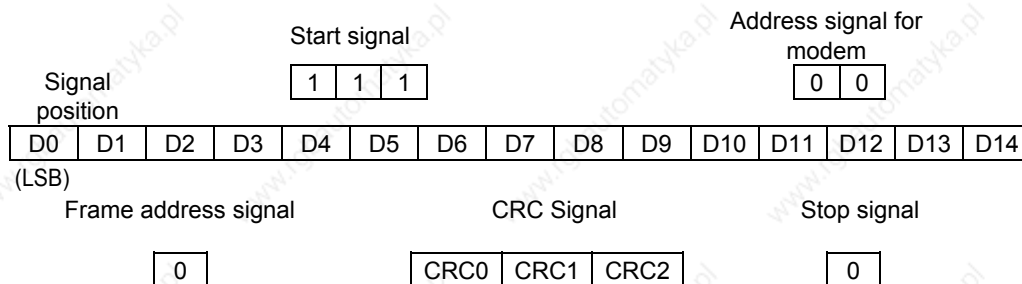 Start signal
Address signal for
modem
1 1 1
0 0
Signal
position
D0 D1 D2 D3 D4 D5 D6 D7 D8 D9 D10 D11 D12 D13 D14
(LSB)
Frame address signal CRC Signal Stop signal
0 CRC0 CRC1 CRC2 0